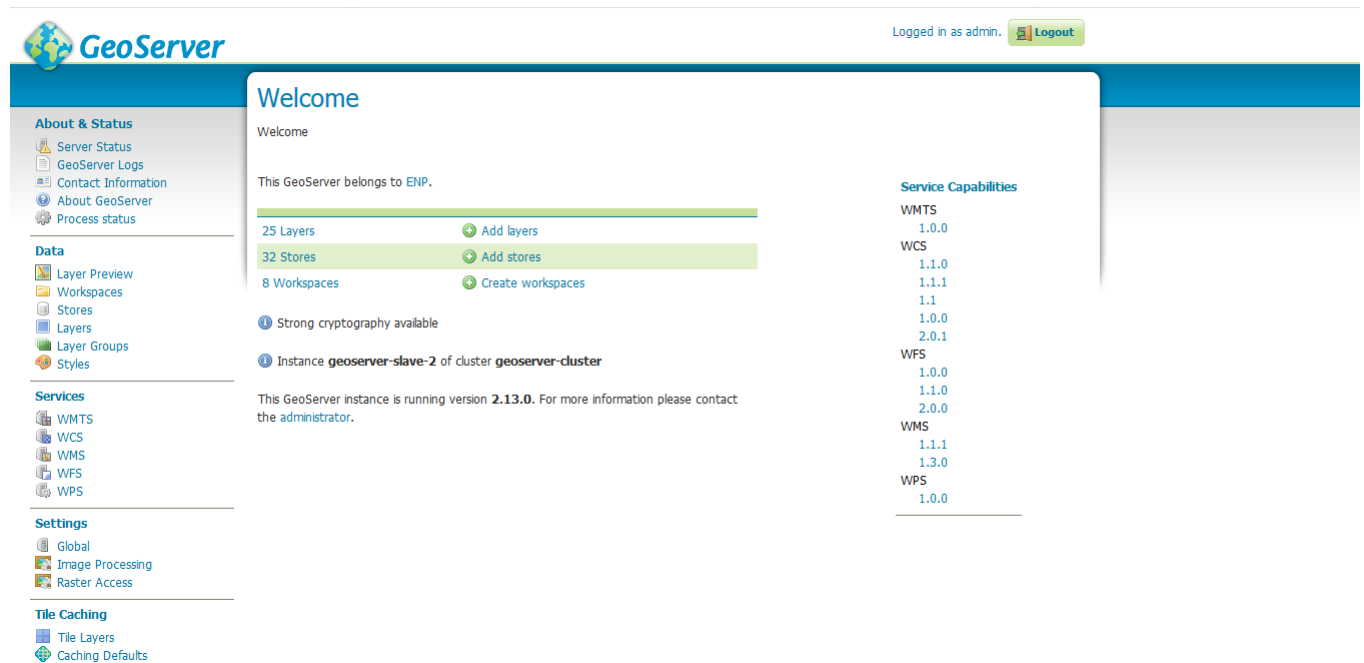 GeoServer
Logged in as admin.
Logout
About & Status
Server Status
GeoServer Logs
Contact Information
About GeoServer
Process status
Data
Layer Preview
Workspaces
Stores
Layers
Layer Groups
Styles
Services
WMTS
WCS
WMS
WFS
WPS
Settings
Global
Image Processing
Raster Access
Tile Caching
Tile Layers
Caching Defaults
Welcome
Welcome
This GeoServer belongs to ENP.
25 Layers Add layers
32 Stores Add stores
8 Workspaces Create workspaces
Strong cryptography available
Instance geoserver-slave-2 of cluster geoserver-cluster
This GeoServer instance is running version 2.13.0. For more information please contact
the administrator.
Service Capabilities
WMTS
1.0.0
WCS
1.1.0
1.1.1
1.1
1.0.0
2.0.1
WFS
1.0.0
1.1.0
2.0.0
WMS
1.1.1
1.3.0
WPS
1.0.0